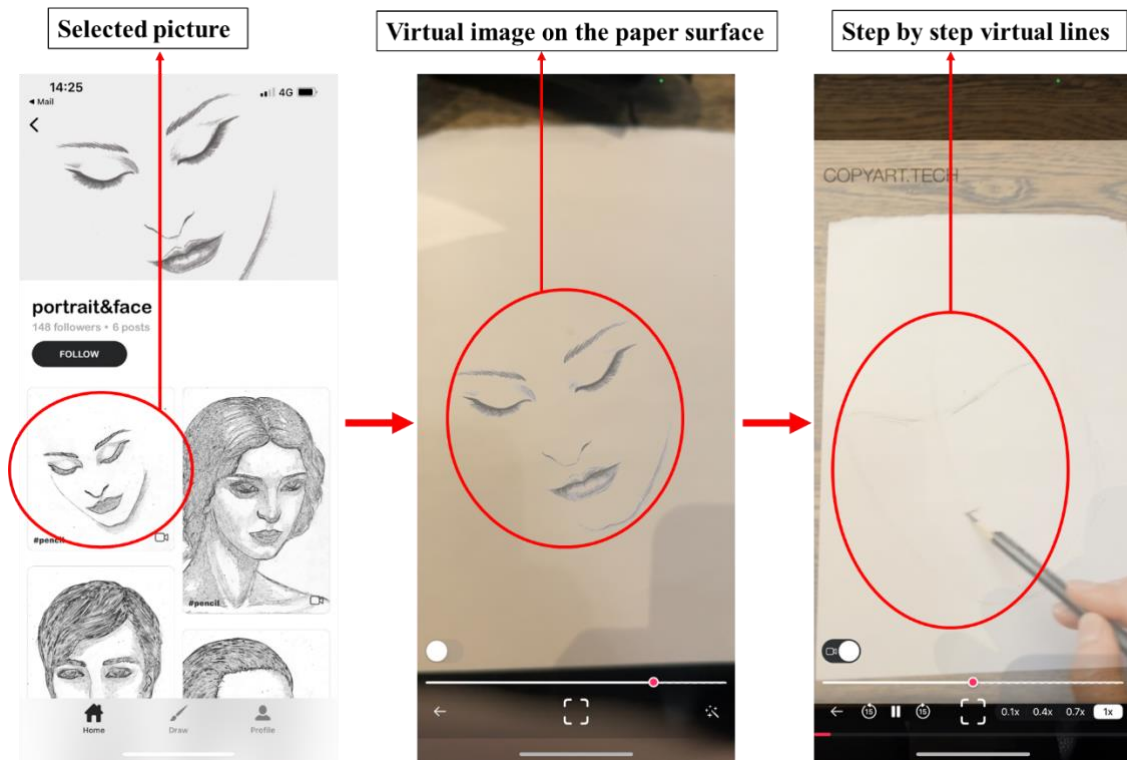 Selected picture
Virtual image on the paper surface
Step by step virtual lines
14:25
4G
Mail
portrait&face
148 followers • 6 posts
FOLLOW
#pencil
#pencil
Home
Draw
Profile
COPYART.TECH
15
15
0.1x
0.4x
0.7x
1x